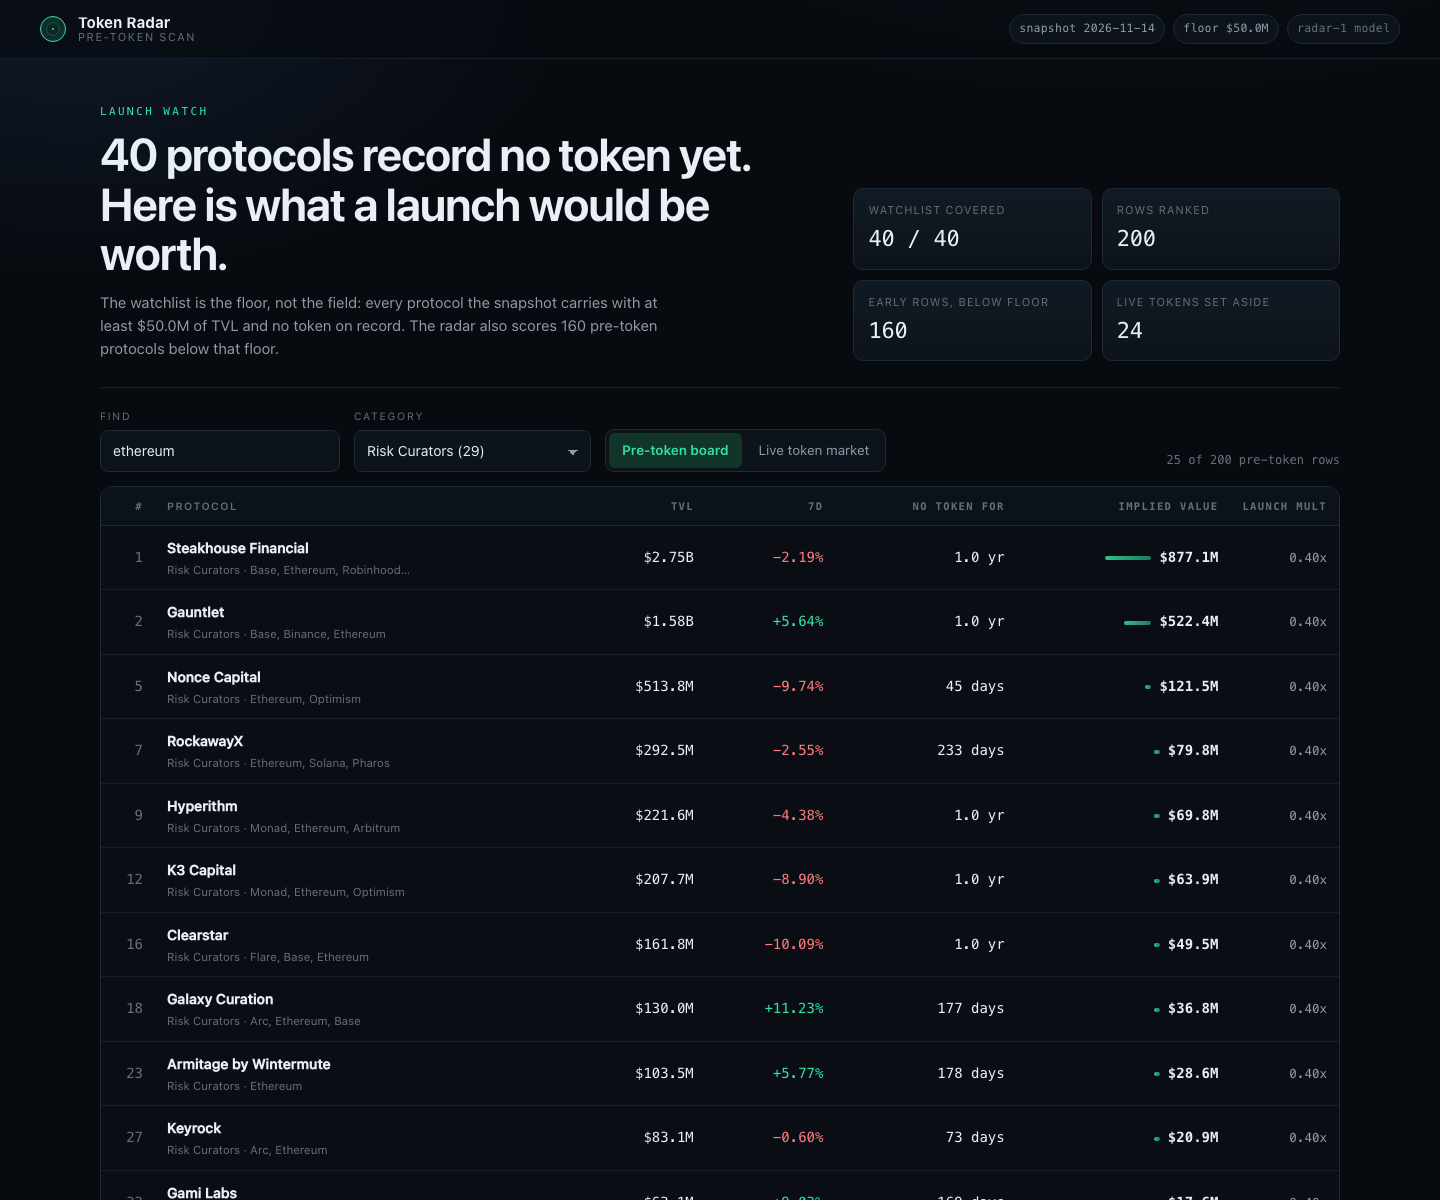 Token Radar
PRE-TOKEN SCAN
snapshot 2026-11-14
floor $50.0M
radar-1 model
LAUNCH WATCH
40 protocols record no token yet.
Here is what a launch would be
worth.
The watchlist is the floor, not the field: every protocol the snapshot carries with at
least $50.0M of TVL and no token on record. The radar also scores 160 pre-token
protocols below that floor.
WATCHLIST COVERED
40 / 40
ROWS RANKED
200
EARLY ROWS, BELOW FLOOR
160
LIVE TOKENS SET ASIDE
24
FIND
ethereum
CATEGORY
Risk Curators (29)
Pre-token board
Live token market
25 of 200 pre-token rows
# PROTOCOL TVL 7D NO TOKEN FOR IMPLIED VALUE LAUNCH MULT
1 Steakhouse Financial $2.75B −2.19% 1.0 yr $877.1M 0.40x
Risk Curators · Base, Ethereum, Robinhood…
2 Gauntlet $1.58B +5.64% 1.0 yr $522.4M 0.40x
Risk Curators · Base, Binance, Ethereum
5 Nonce Capital $513.8M −9.74% 45 days $121.5M 0.40x
Risk Curators · Ethereum, Optimism
7 RockawayX $292.5M −2.55% 233 days $79.8M 0.40x
Risk Curators · Ethereum, Solana, Pharos
9 Hyperithm $221.6M −4.38% 1.0 yr $69.8M 0.40x
Risk Curators · Monad, Ethereum, Arbitrum
12 K3 Capital $207.7M −8.90% 1.0 yr $63.9M 0.40x
Risk Curators · Monad, Ethereum, Optimism
16 Clearstar $161.8M −10.09% 1.0 yr $49.5M 0.40x
Risk Curators · Flare, Base, Ethereum
18 Galaxy Curation $130.0M +11.23% 177 days $36.8M 0.40x
Risk Curators · Arc, Ethereum, Base
23 Armitage by Wintermute $103.5M +5.77% 178 days $28.6M 0.40x
Risk Curators · Ethereum
27 Keyrock $83.1M −0.60% 73 days $20.9M 0.40x
Risk Curators · Arc, Ethereum
Gami Labs